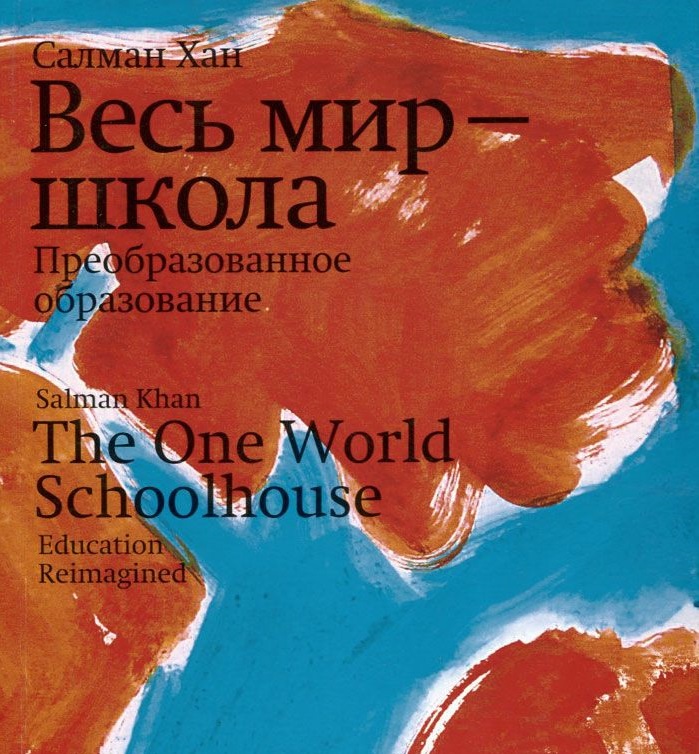 Салман Хан
Весь мир –
школа
Преобразованное
образование
Salman Khan
The One World
Schoolhouse
Education
Reimagined